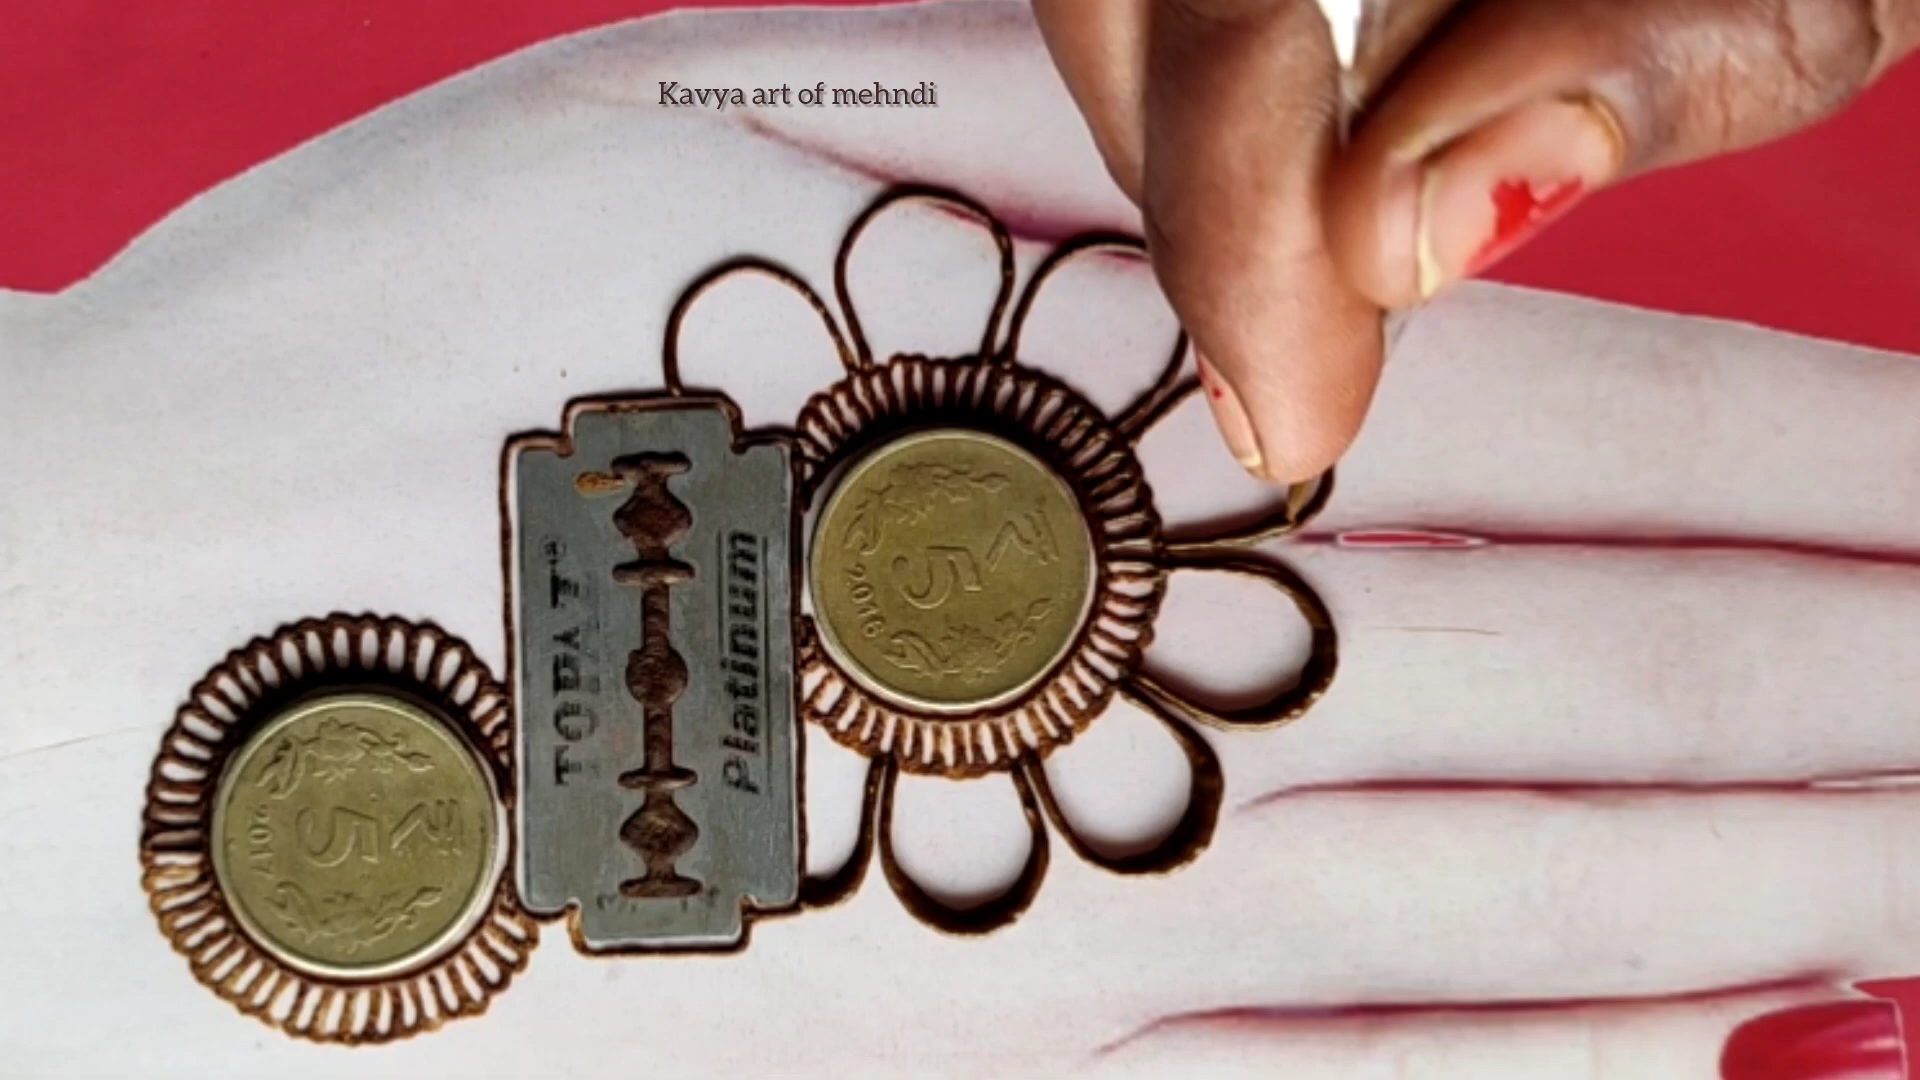 Kavya art of mehndi
TODAY®
Platinum
₹
5
2016
₹
5
2017